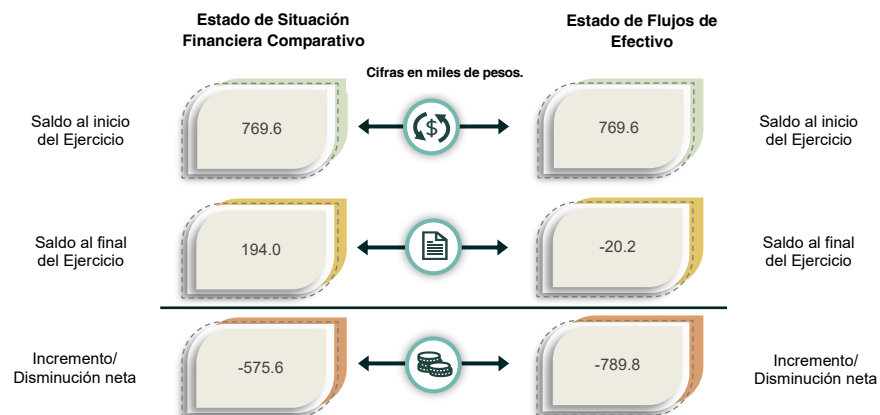 Estado de Situación
Financiera Comparativo
Estado de Flujos de
Efectivo
Cifras en miles de pesos.
Saldo al inicio
del Ejercicio
769.6
$
769.6
Saldo al inicio
del Ejercicio
Saldo al final
del Ejercicio
194.0
-20.2
Saldo al final
del Ejercicio
Incremento/
Disminución neta
-575.6
-789.8
Incremento/
Disminución neta